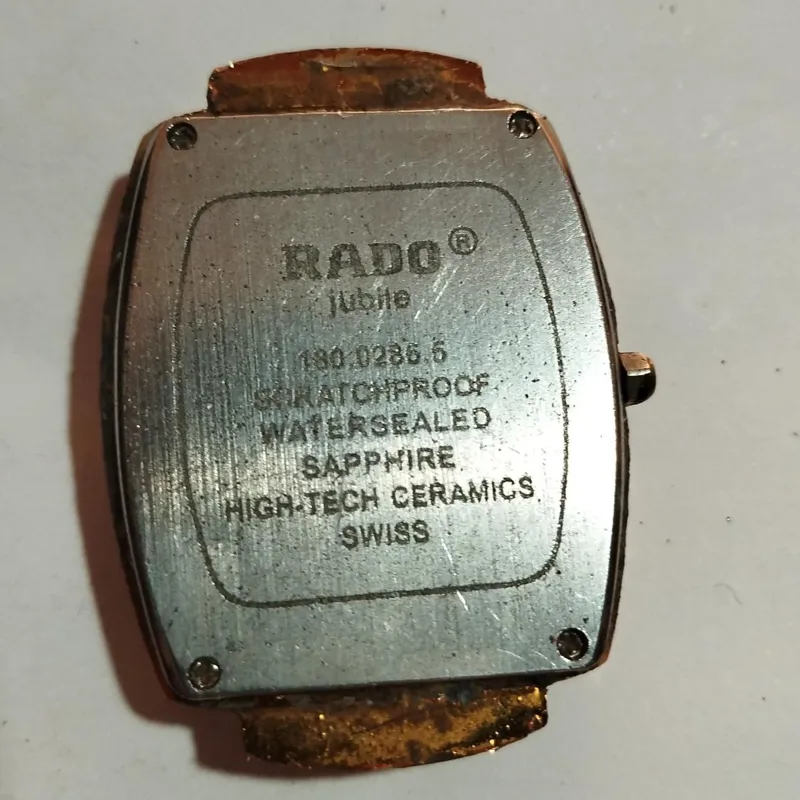 RADO®
jubile
180.0286.5
SCRATCHPROOF
WATERSEALED
SAPPHIRE
HIGH-TECH CERAMICS
SWISS